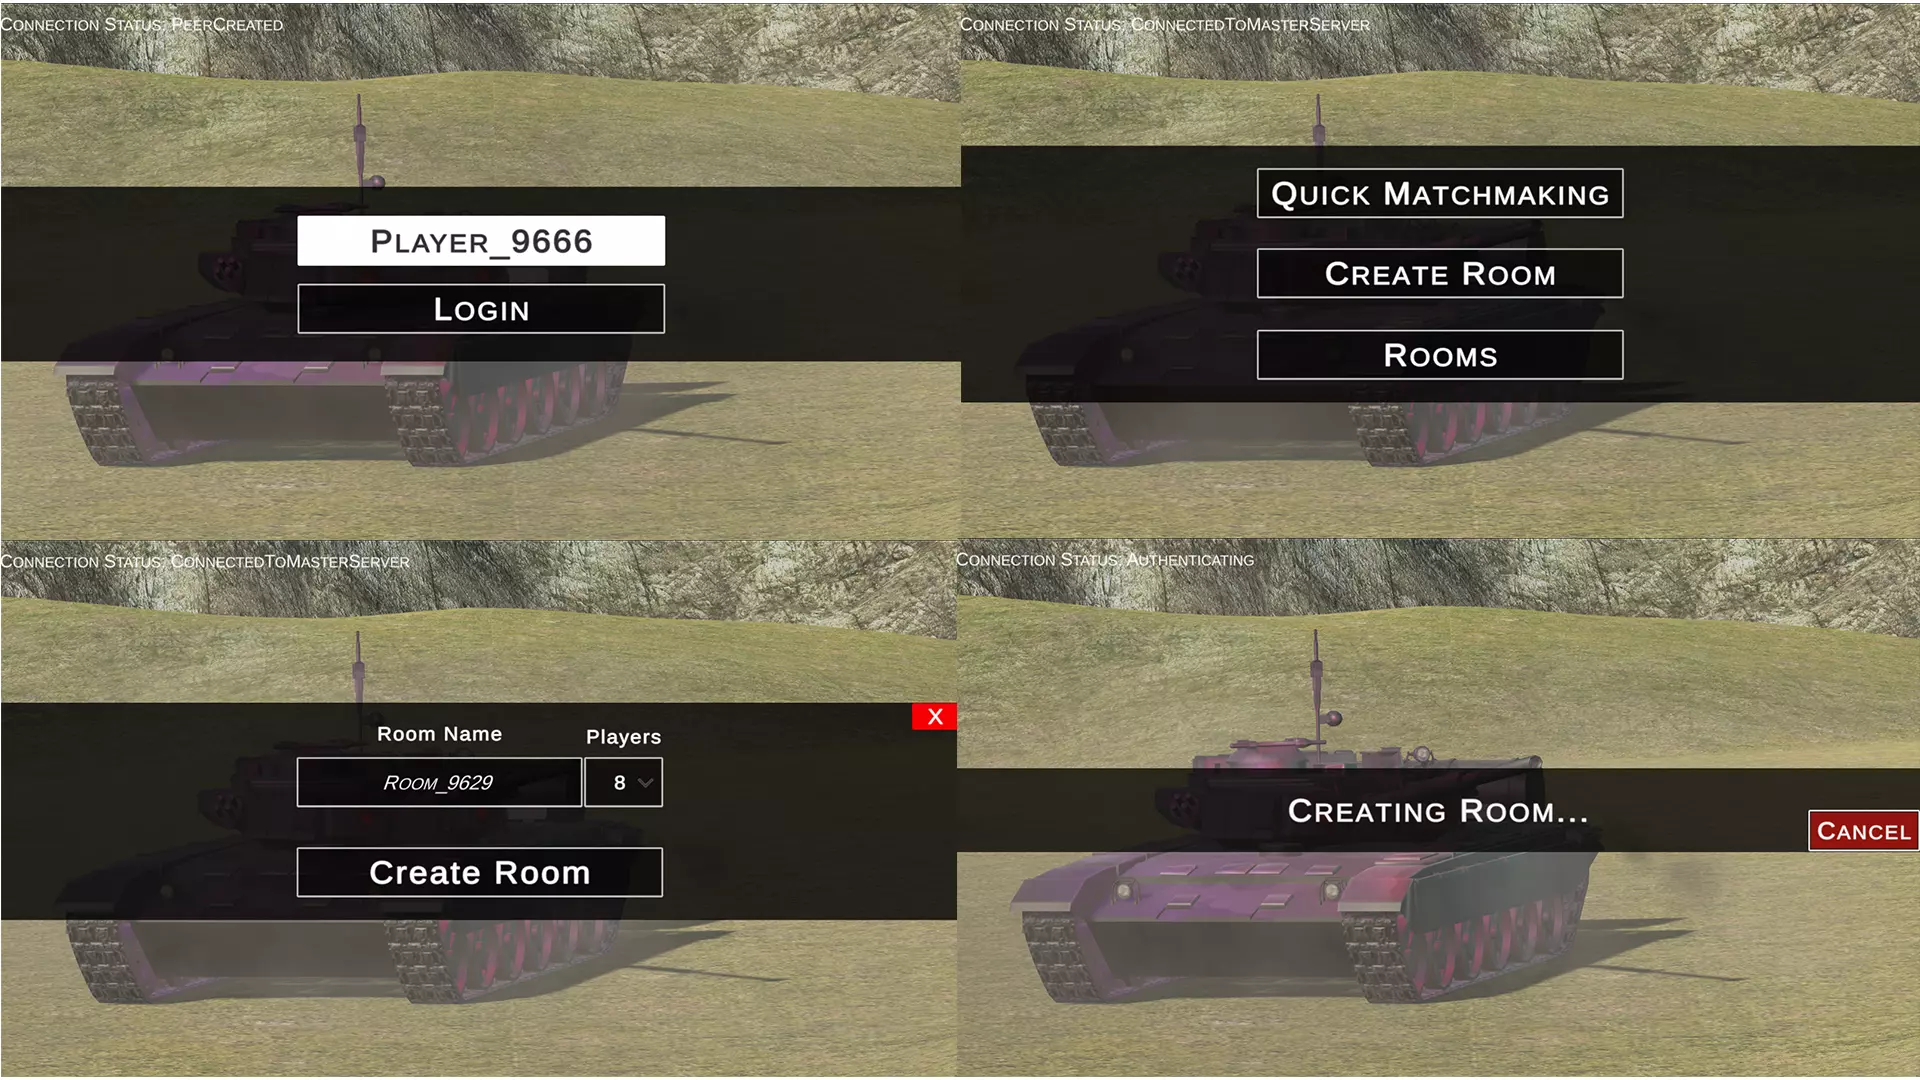 Connection Status: PeerCreated
Player_9666
Login
Connection Status: ConnectedToMasterServer
Quick Matchmaking
Create Room
Rooms
Connection Status: ConnectedToMasterServer
X
Room Name Players
Room_9629 8
Create Room
Connection Status: Authenticating
Creating Room...
Cancel